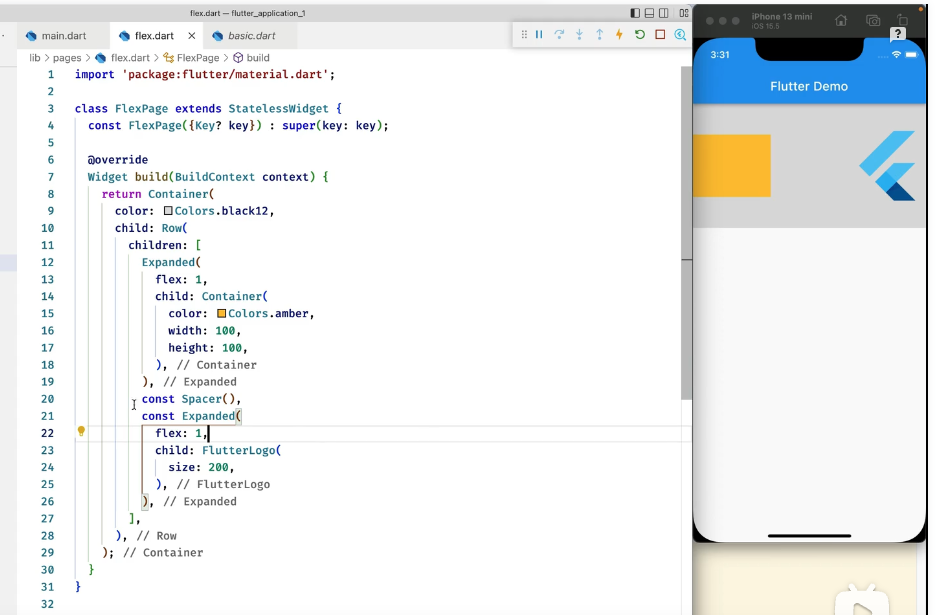 flex.dart — flutter_application_1
main.dart
flex.dart
basic.dart
lib > pages > flex.dart > FlexPage > build
1 import 'package:flutter/material.dart';
2
3 class FlexPage extends StatelessWidget {
4 const FlexPage({Key? key}) : super(key: key);
5
6 @override
7 Widget build(BuildContext context) {
8 return Container(
9 color: Colors.black12,
10 child: Row(
11 children: [
12 Expanded(
13 flex: 1,
14 child: Container(
15 color: Colors.amber,
16 width: 100,
17 height: 100,
18 ), // Container
19 ), // Expanded
20 const Spacer(),
21 const Expanded(
22 flex: 1,
23 child: FlutterLogo(
24 size: 200,
25 ), // FlutterLogo
26 ), // Expanded
27 ],
28 ), // Row
29 ); // Container
30 }
31 }
32
iPhone 13 mini
iOS 15.5
?
3:31
Flutter Demo